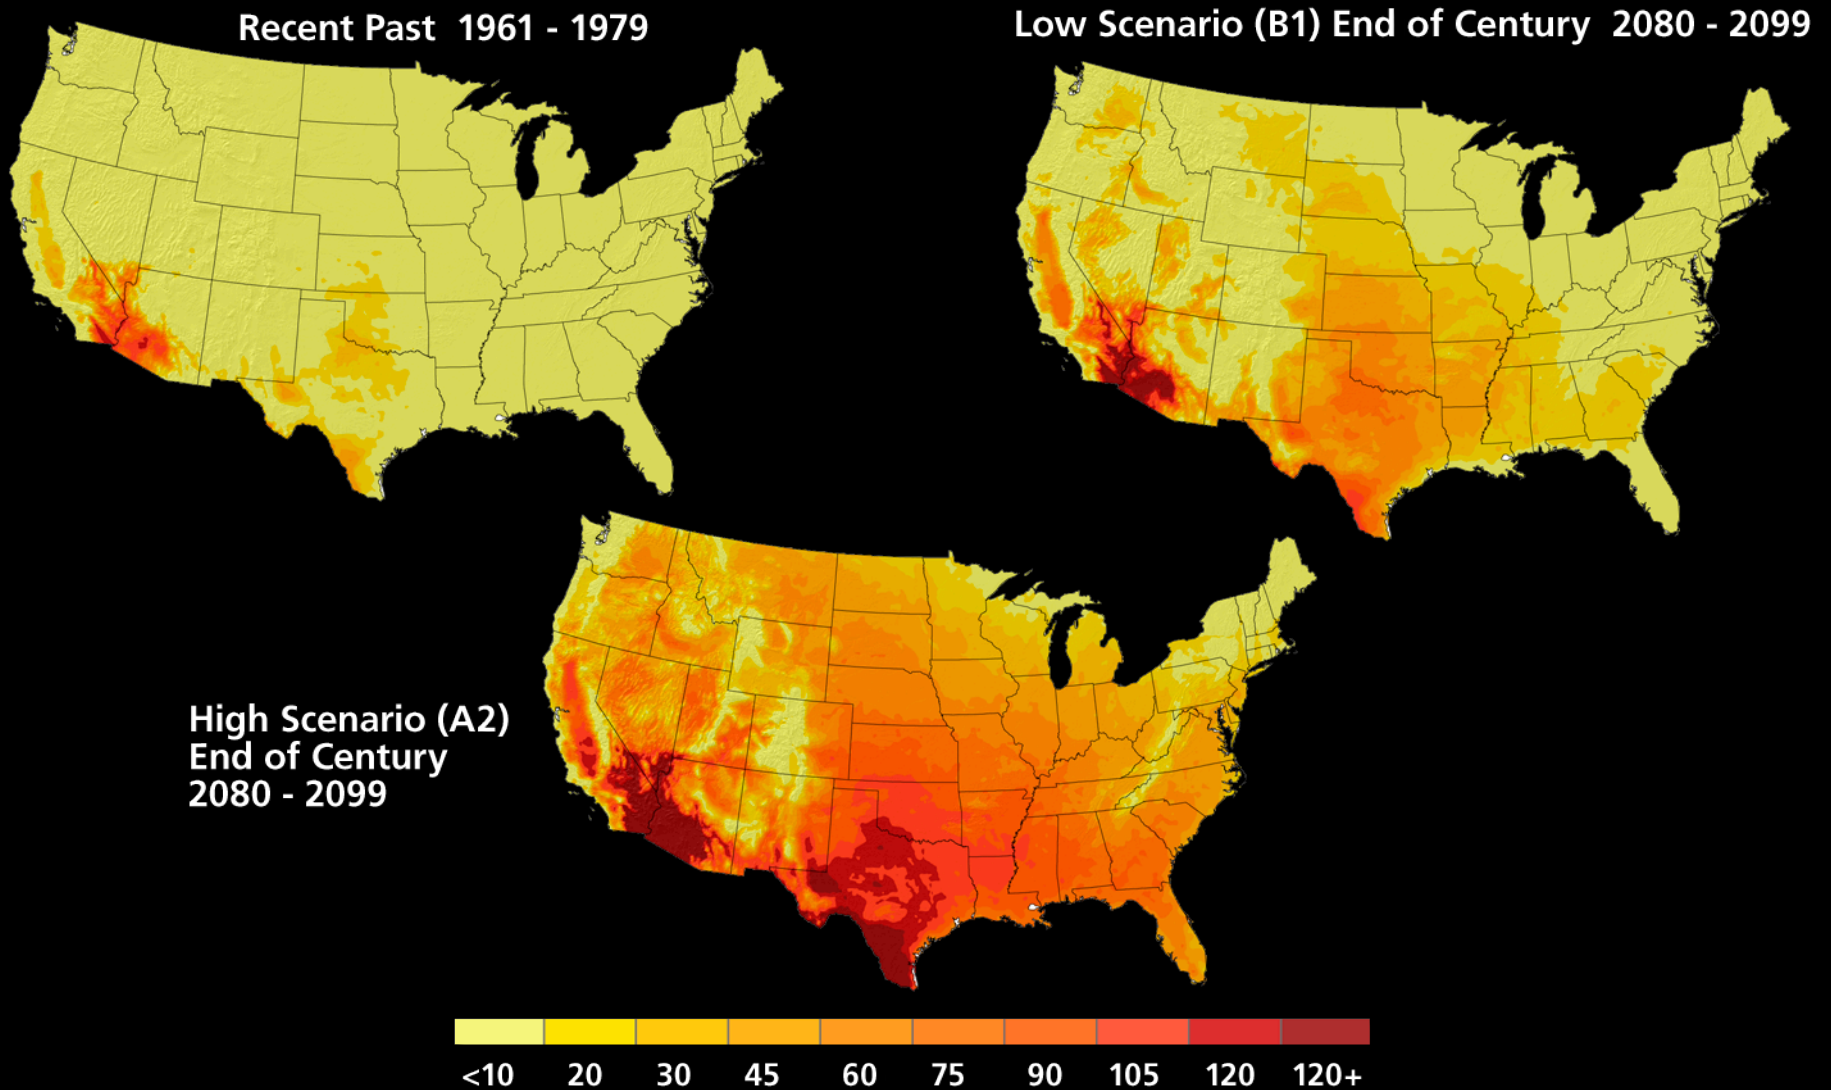 Recent Past 1961 - 1979
Low Scenario (B1) End of Century 2080 - 2099
High Scenario (A2)
End of Century
2080 - 2099
<10 20 30 45 60 75 90 105 120 120+